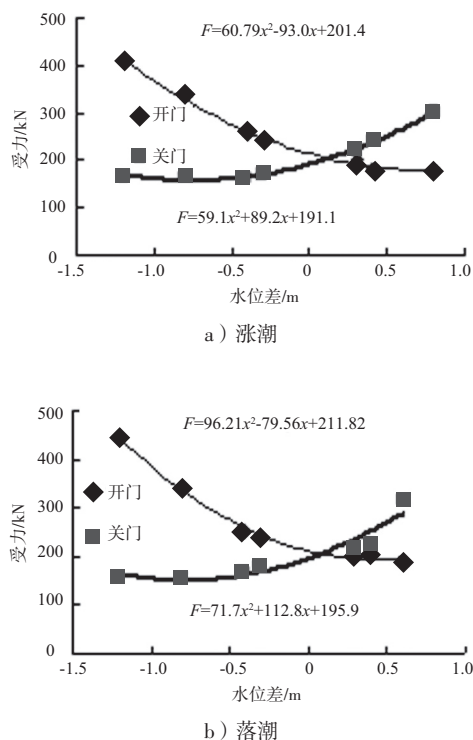 F=60.79x²-93.0x+201.4
500
400
300
200
100
0
受力/kN
开门
关门
F=59.1x²+89.2x+191.1
-1.5
-1.0
-0.5
0
0.5
1.0
水位差/m
a）涨潮
F=96.21x²-79.56x+211.82
500
400
300
200
100
0
受力/kN
开门
关门
F=71.7x²+112.8x+195.9
-1.5
-1.0
-0.5
0
0.5
1.0
水位差/m
b）落潮